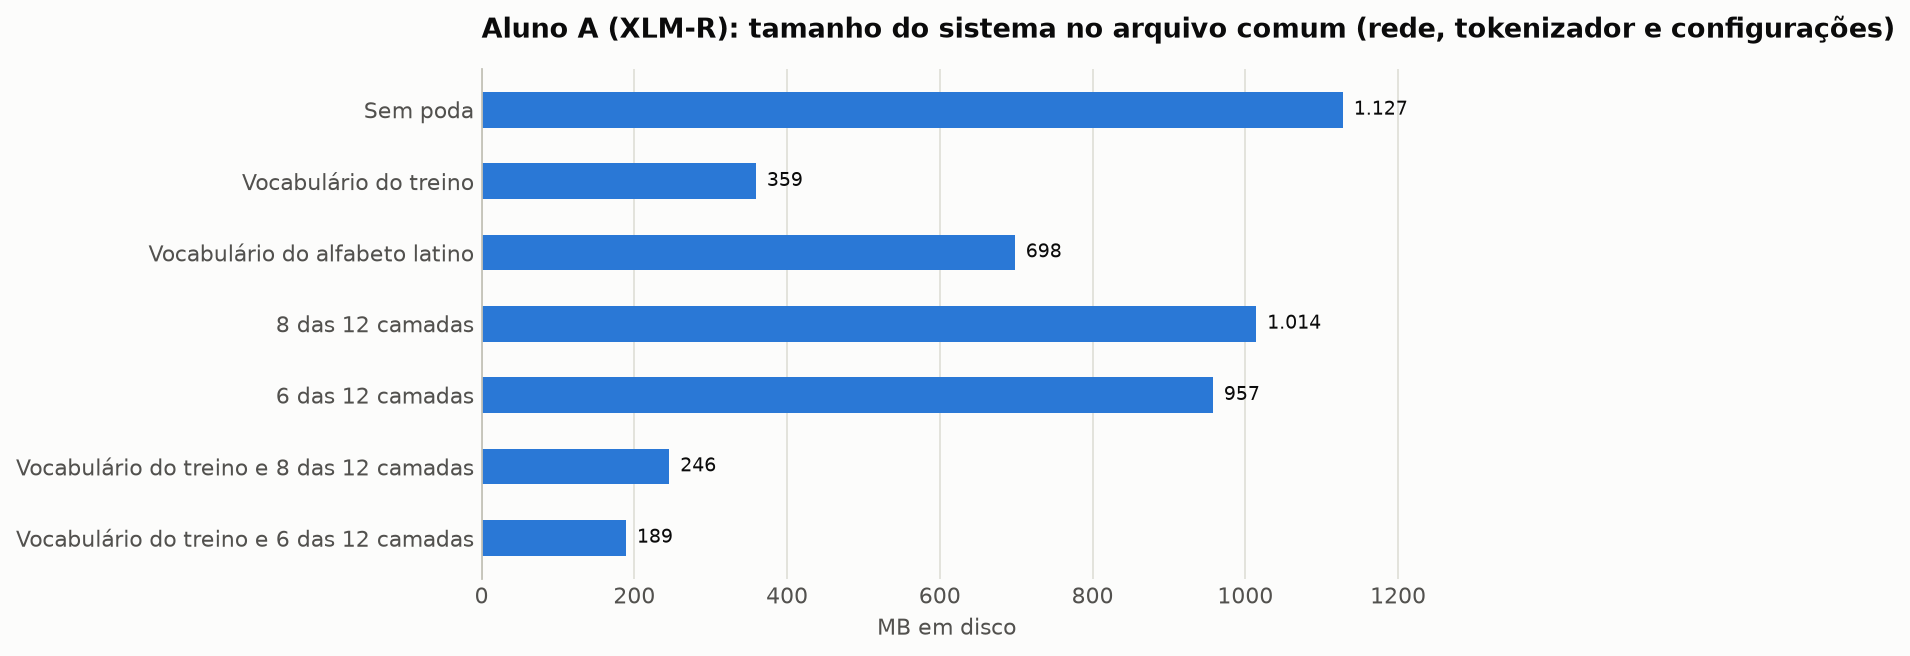 Aluno A (XLM-R): tamanho do sistema no arquivo comum (rede, tokenizador e configurações)
Sem poda 1.127
Vocabulário do treino 359
Vocabulário do alfabeto latino 698
8 das 12 camadas 1.014
6 das 12 camadas 957
Vocabulário do treino e 8 das 12 camadas 246
Vocabulário do treino e 6 das 12 camadas 189
0 200 400 600 800 1000 1200
MB em disco